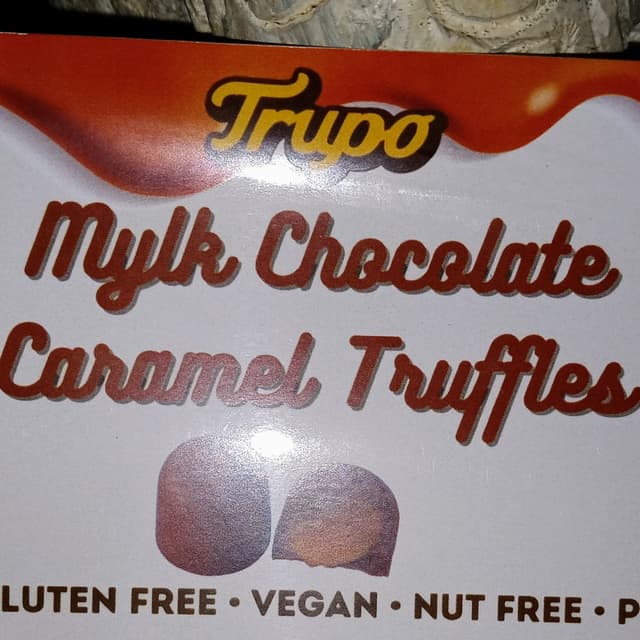 Trupo
Mylk Chocolate
Caramel Truffles
LUTEN FREE • VEGAN • NUT FREE • P